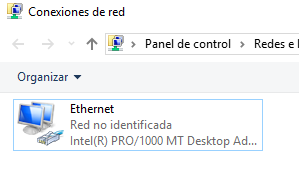 Conexiones de red
Panel de control
Redes e I
Organizar
Ethernet
Red no identificada
Intel(R) PRO/1000 MT Desktop Ad...